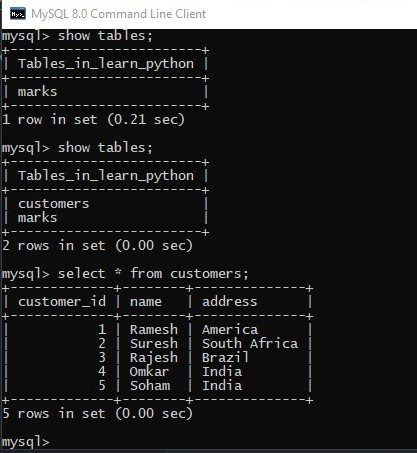 MySQL 8.0 Command Line Client
mysql> show tables;
+------------------------+
| Tables_in_learn_python |
+------------------------+
| marks                  |
+------------------------+
1 row in set (0.21 sec)
mysql> show tables;
+------------------------+
| Tables_in_learn_python |
+------------------------+
| customers              |
| marks                  |
+------------------------+
2 rows in set (0.00 sec)
mysql> select * from customers;
+-------------+--------+--------------+
| customer_id | name   | address      |
+-------------+--------+--------------+
|           1 | Ramesh | America      |
|           2 | Suresh | South Africa |
|           3 | Rajesh | Brazil       |
|           4 | Omkar  | India        |
|           5 | Soham  | India        |
+-------------+--------+--------------+
5 rows in set (0.00 sec)
mysql>